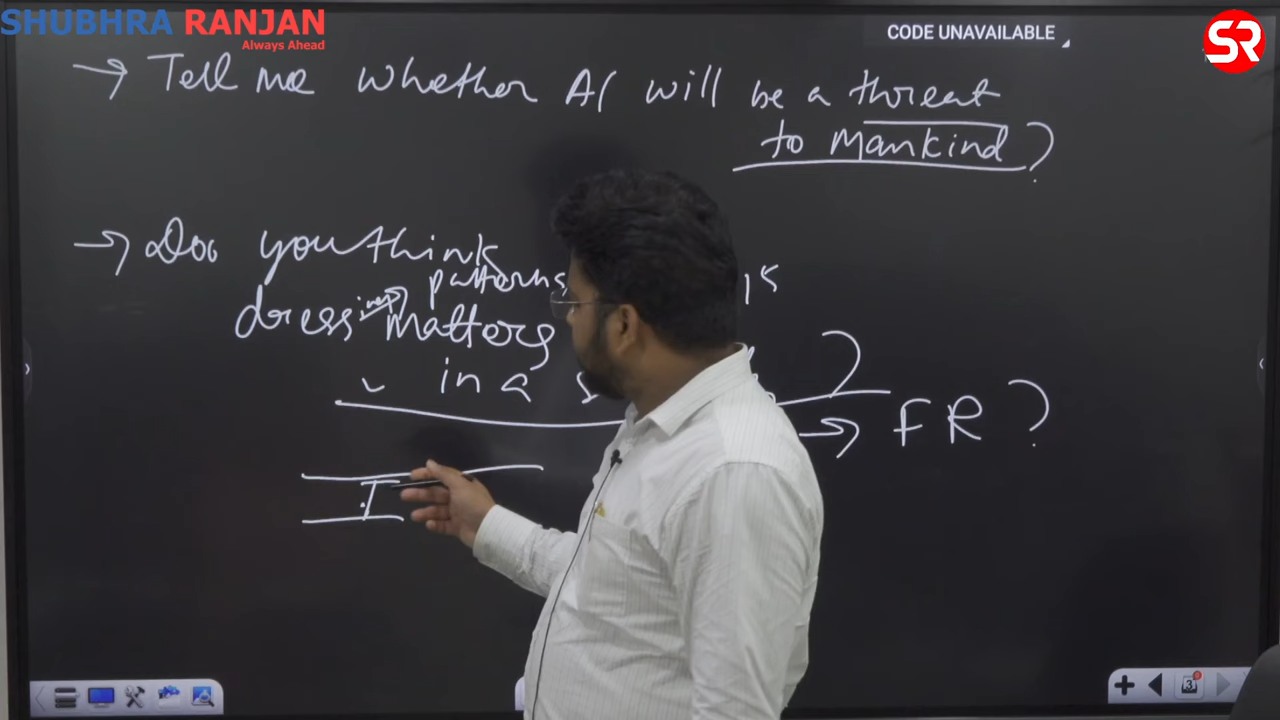 SHUBHRA RANJAN
Always Ahead
CODE UNAVAILABLE
SR
→ Tell me whether AI will be a threat
to Mankind?
→ Doo you think
patterns
dressing matters
in a
→ FR ?
I